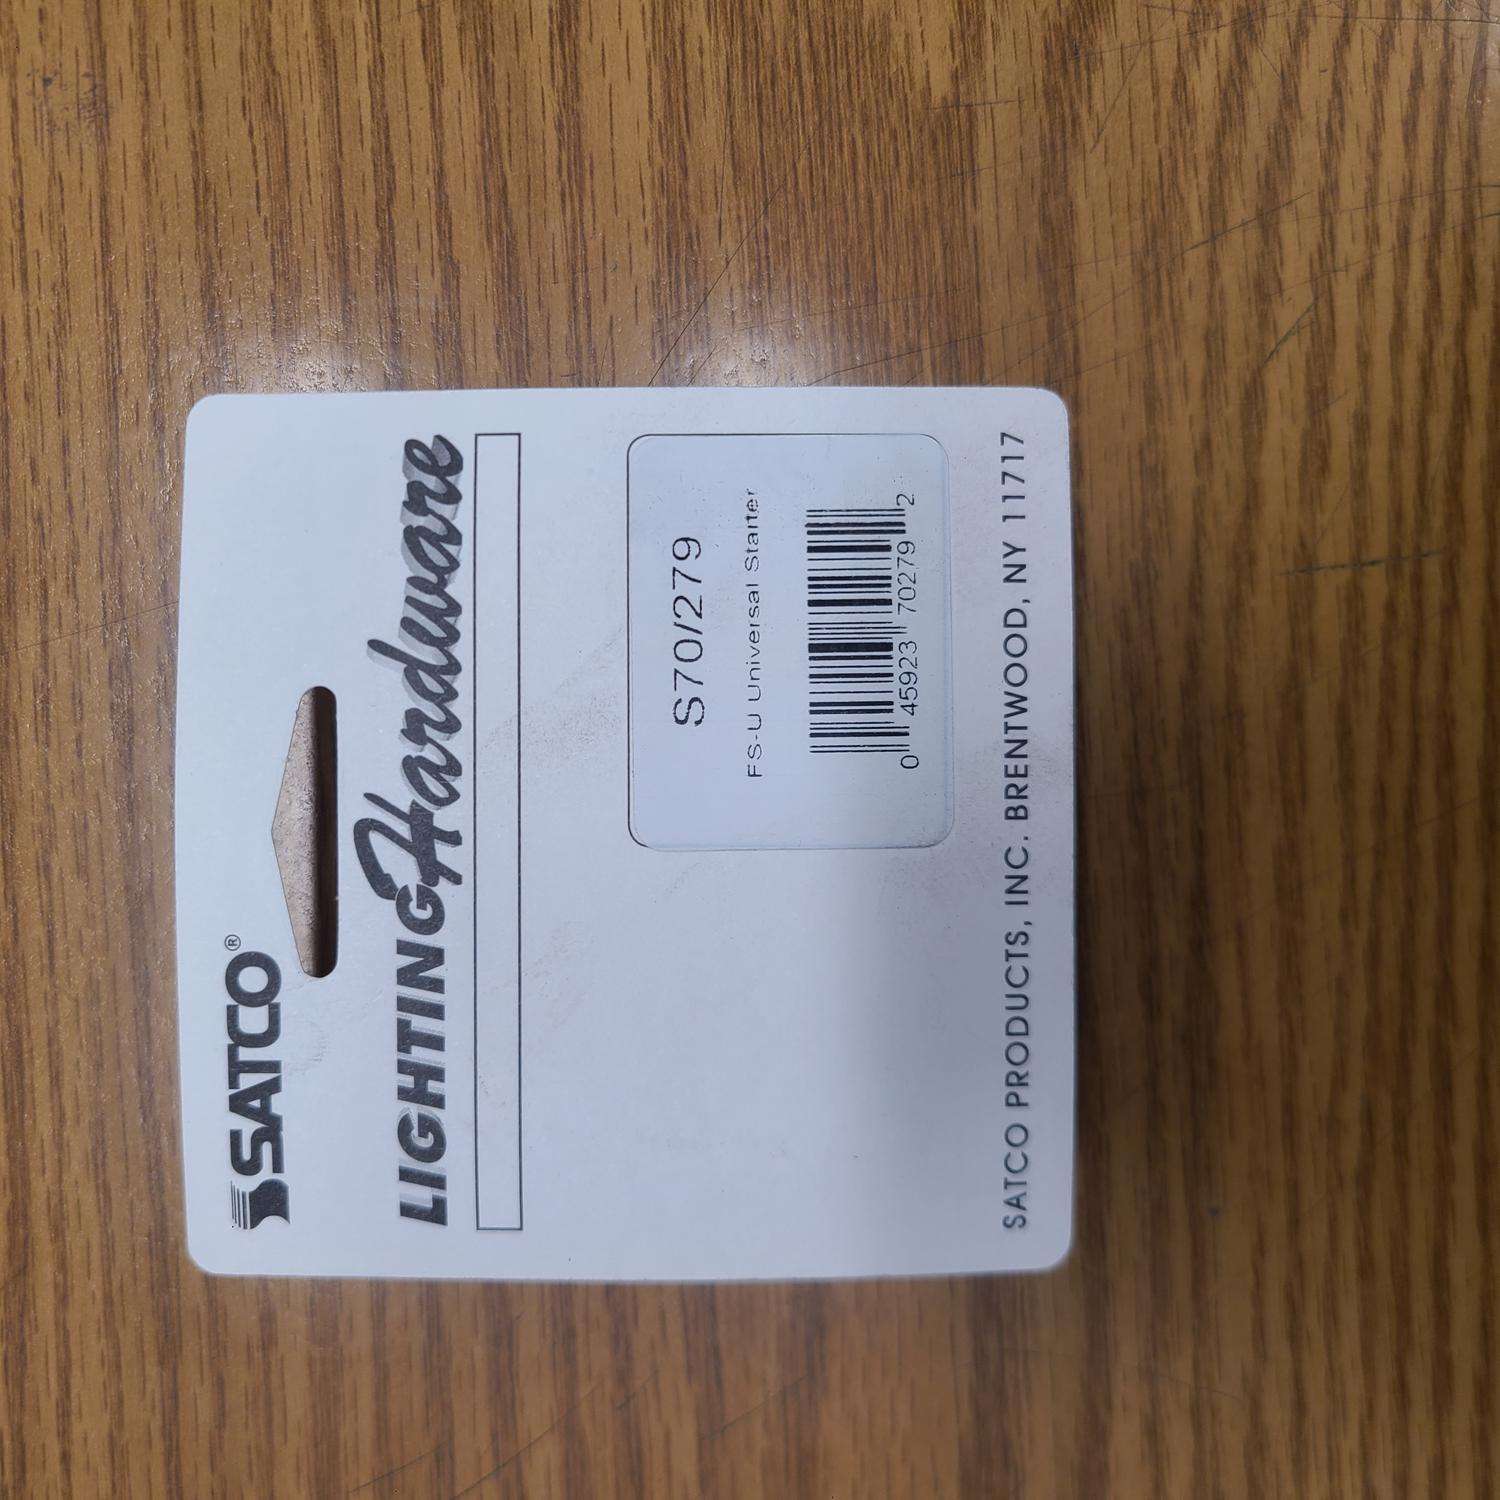 SATCO®
LIGHTING Hardware
S70/279
FS-U Universal Starter
0 45923 70279 2
SATCO PRODUCTS, INC. BRENTWOOD, NY 11717